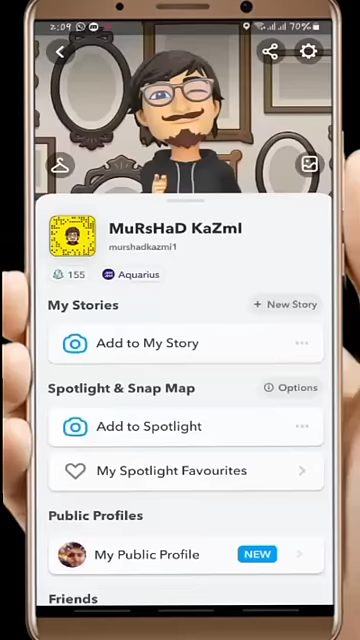 2:09
70%
MuRsHaD KaZmI
murshadkazmi1
155
Aquarius
My Stories
+ New Story
Add to My Story
Spotlight & Snap Map
Options
Add to Spotlight
My Spotlight Favourites
Public Profiles
My Public Profile
NEW
Friends